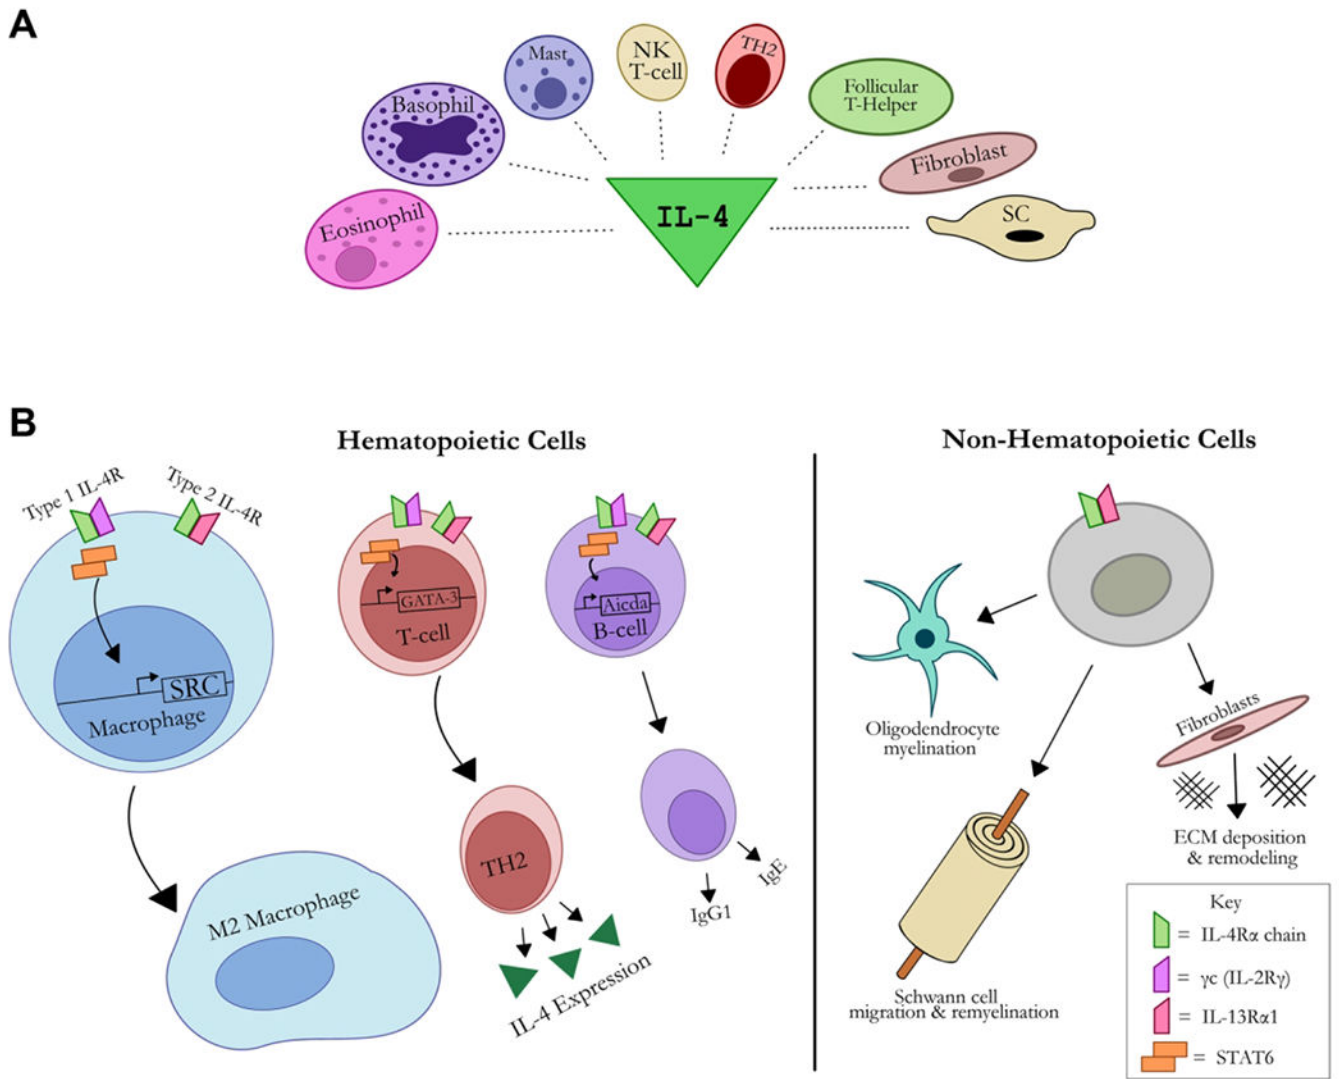 A
Mast
NK
T-cell
TH2
Follicular
T-Helper
Basophil
Fibroblast
Eosinophil
IL-4
SC
B
Hematopoietic Cells
Non-Hematopoietic Cells
Type 1 IL-4R
Type 2 IL-4R
SRC
Macrophage
GATA-3
T-cell
Aicda
B-cell
M2 Macrophage
TH2
IL-4 Expression
IgE
IgG1
Oligodendrocyte
myelination
Fibroblasts
ECM deposition
& remodeling
Schwann cell
migration & remyelination
Key
= IL-4Rα chain
= γc (IL-2Rγ)
= IL-13Rα1
= STAT6